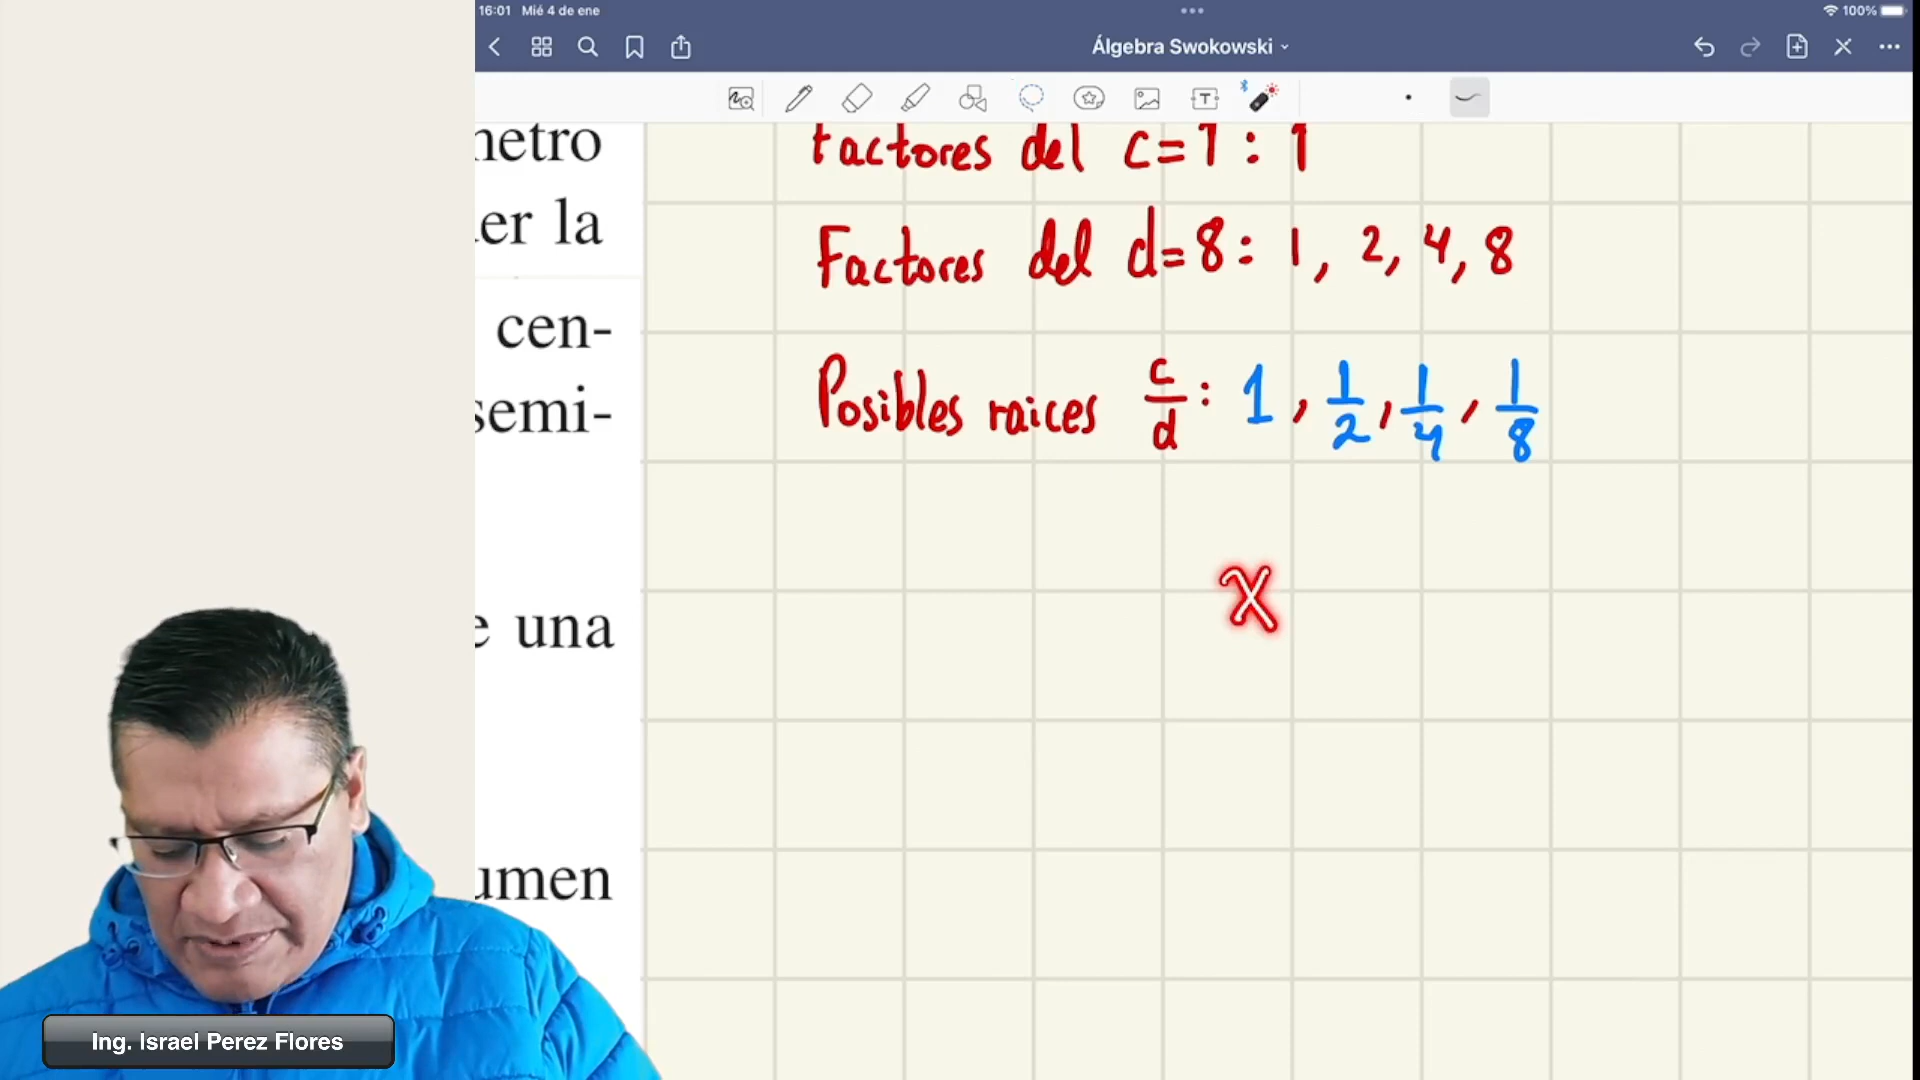 16:01 Mié 4 de ene
100%
Álgebra Swokowski
metro
er la
cen-
semi-
e una
umen
Factores del c=1 : 1
Factores del d=8: 1, 2, 4, 8
Posibles raices c/d : 1, 1/2, 1/4, 1/8
x
Ing. Israel Perez Flores